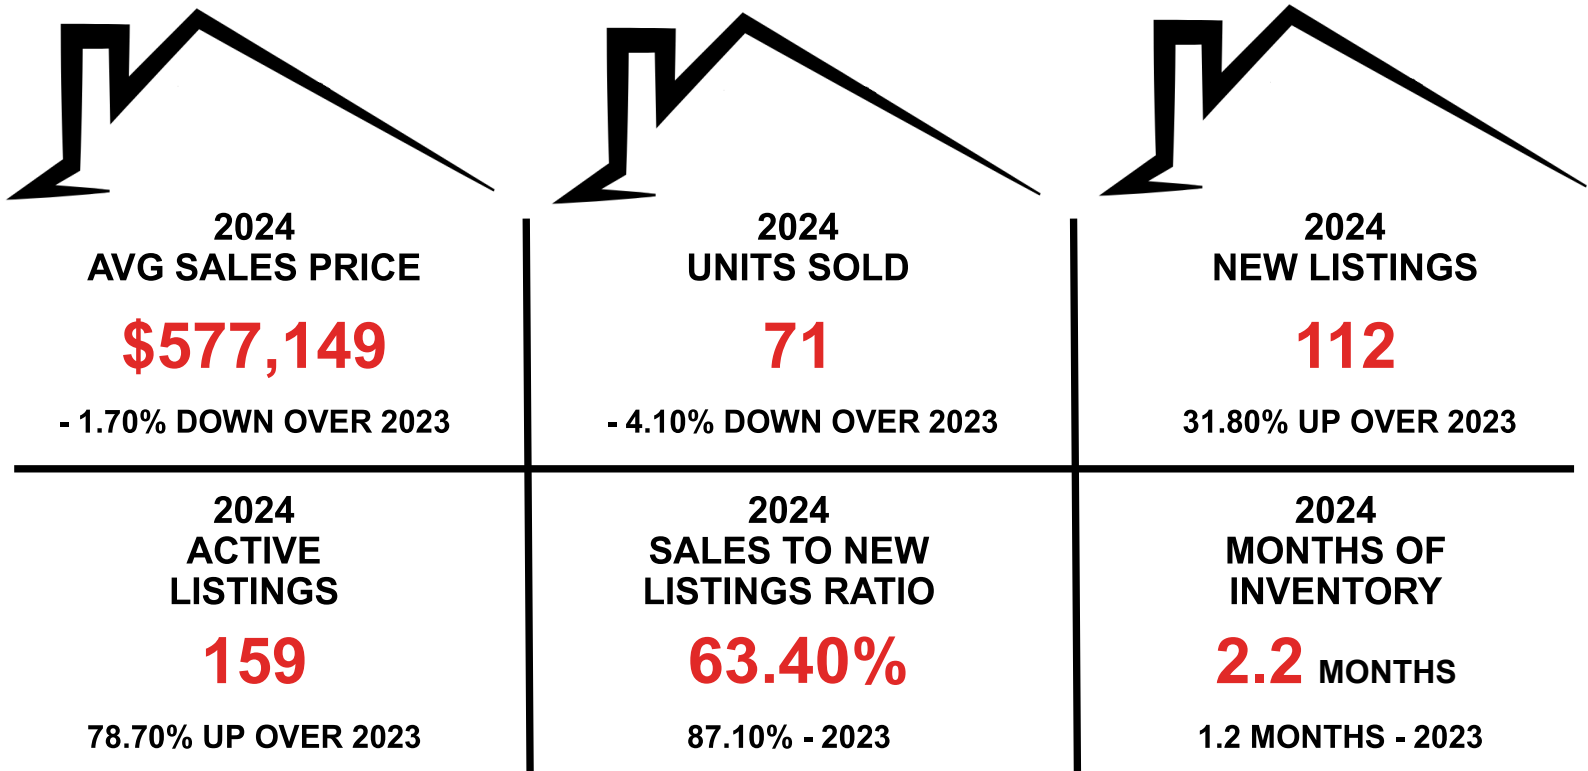 2024
AVG SALES PRICE
$577,149
- 1.70% DOWN OVER 2023
2024
UNITS SOLD
71
- 4.10% DOWN OVER 2023
2024
NEW LISTINGS
112
31.80% UP OVER 2023
2024
ACTIVE
LISTINGS
159
78.70% UP OVER 2023
2024
SALES TO NEW
LISTINGS RATIO
63.40%
87.10% - 2023
2024
MONTHS OF
INVENTORY
2.2 MONTHS
1.2 MONTHS - 2023